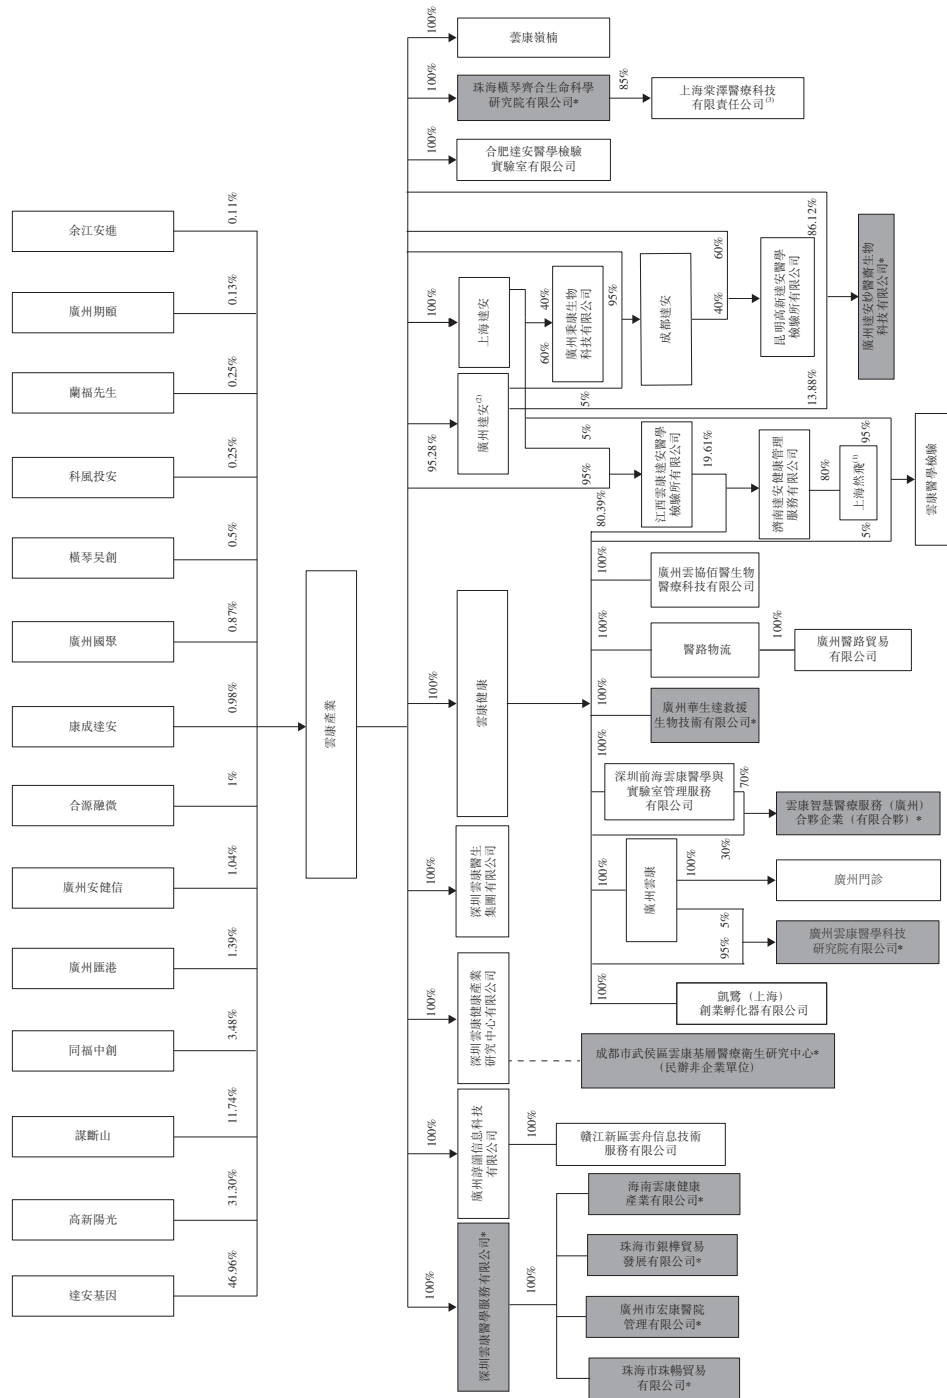 余江安進
0.11%
廣州期頤
0.13%
蘭福先生
0.25%
科風投安
0.25%
橫琴昊創
0.5%
廣州國聚
0.87%
康成達安
0.98%
合源融微
1%
廣州安健信
1.04%
廣州匯港
1.39%
同福中創
3.48%
謀斷山
11.74%
高新陽光
31.30%
達安基因
46.96%
雲康產業
100%
雲康嶺楠
100%
珠海橫琴齊合生命科學
研究院有限公司*
85%
上海棠澤醫療科技
有限責任公司(3)
100%
合肥達安醫學檢驗
實驗室有限公司
100%
上海達安
40%
60%
廣州秉康生物
科技有限公司
95%
5%
成都達安
60%
40%
昆明高新達安醫學
檢驗所有限公司
86.12%
13.88%
廣州達安妙醫齋生物
科技有限公司*
95.28%
廣州達安(2)
5%
95%
江西雲康達安醫學
檢驗所有限公司
19.61%
80.39%
濟南達安健康管理
服務有限公司
80%
上海然飛(1)
95%
5%
雲康醫學檢驗
100%
雲康健康
100%
廣州雲協佰醫生物
醫療科技有限公司
100%
醫路物流
100%
廣州醫路貿易
有限公司
100%
廣州華生達救援
生物技術有限公司*
100%
深圳前海雲康醫學與
實驗室管理服務
有限公司
70%
30%
雲康智慧醫療服務（廣州）
合夥企業（有限合夥）*
100%
廣州雲康
100%
廣州門診
5%
95%
廣州雲康醫學科技
研究院有限公司*
100%
凱鷺（上海）
創業孵化器有限公司
100%
深圳雲康醫生
集團有限公司
100%
深圳雲康健康產業
研究中心有限公司
成都市武侯區雲康基層醫療衛生研究中心*
（民辦非企業單位）
100%
廣州諄韻信息科技
有限公司
100%
贛江新區雲舟信息技術
服務有限公司
100%
深圳雲康醫學服務有限公司*
100%
海南雲康健康
產業有限公司*
珠海市銀樺貿易
發展有限公司*
廣州市宏康醫院
管理有限公司*
珠海市珠暢貿易
有限公司*